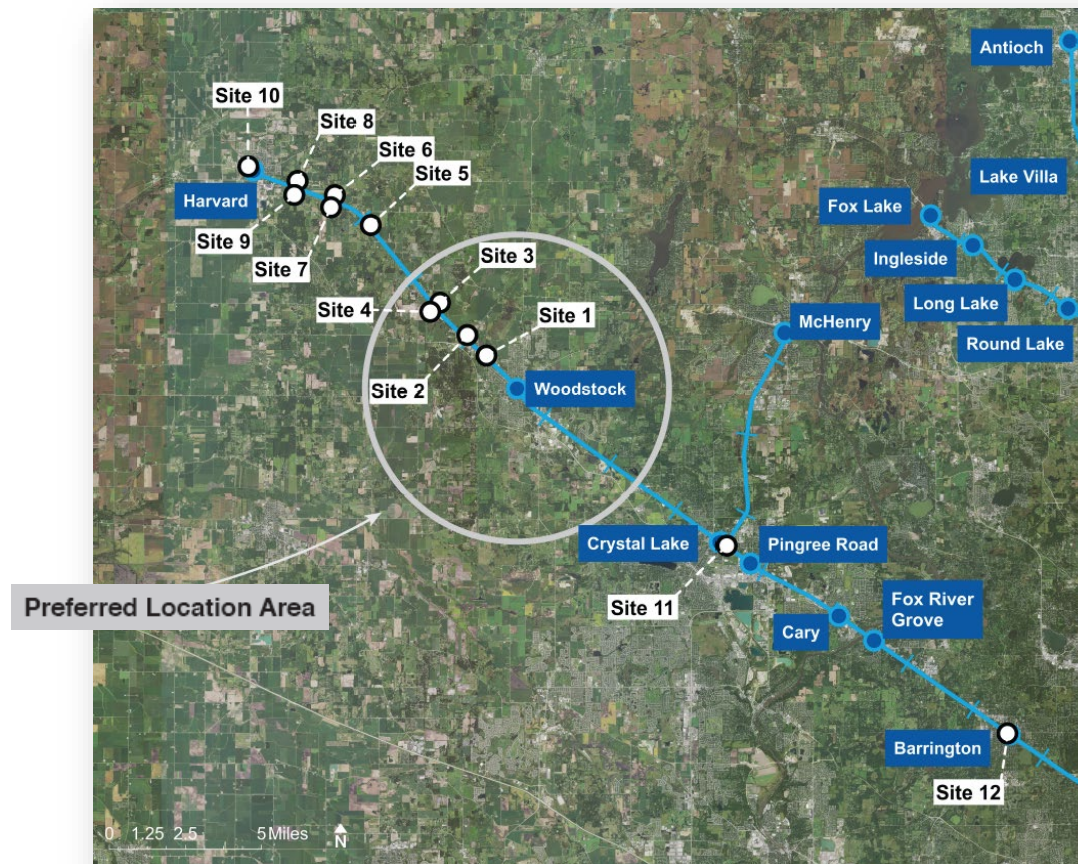 Antioch
Site 10
Site 8
Site 6
Site 5
Lake Villa
Harvard
Fox Lake
Site 9
Site 7
Ingleside
Site 3
Site 4
Site 1
Long Lake
McHenry
Round Lake
Site 2
Woodstock
Crystal Lake
Pingree Road
Preferred Location Area
Site 11
Fox River
Grove
Cary
Barrington
Site 12
0 1.25 2.5 5Miles
N